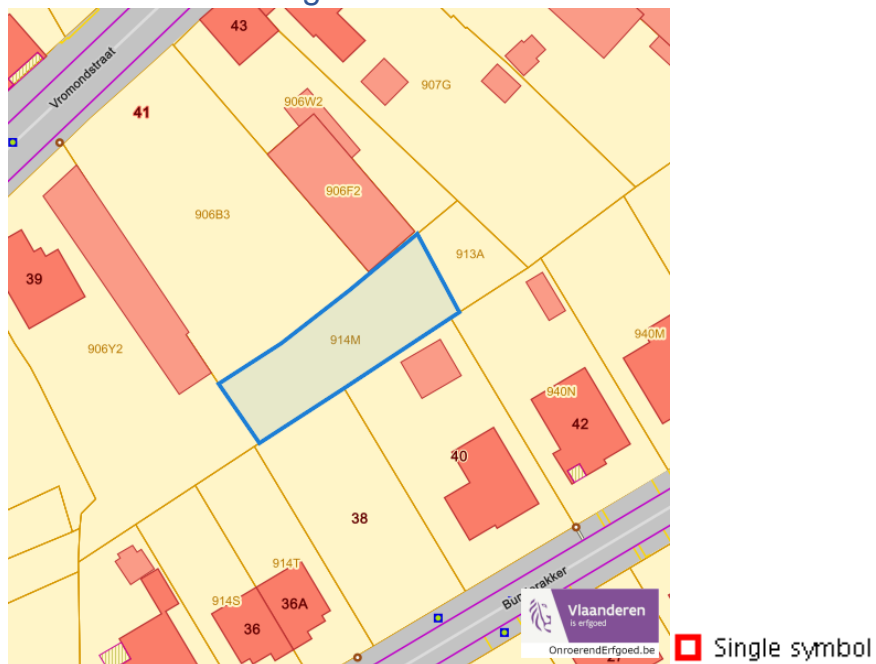 43
Vromondstraat
907G
906W2
41
906F2
906B3
913A
39
914M
940M
906Y2
940N
42
40
38
914T
914S
36A
36
Vlaanderen
is erfgoed
OnroerendErfgoed.be
Single symbol